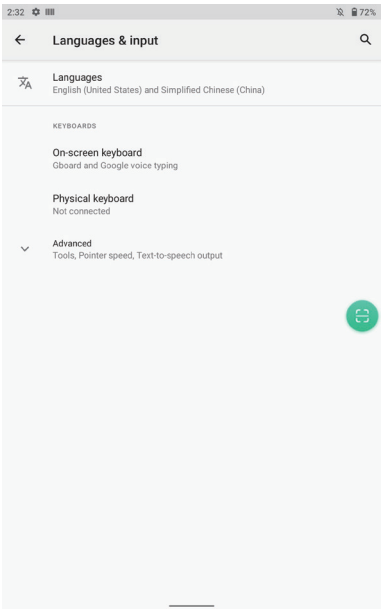 2:32
72%
Languages & input
Languages
English (United States) and Simplified Chinese (China)
KEYBOARDS
On-screen keyboard
Gboard and Google voice typing
Physical keyboard
Not connected
Advanced
Tools, Pointer speed, Text-to-speech output